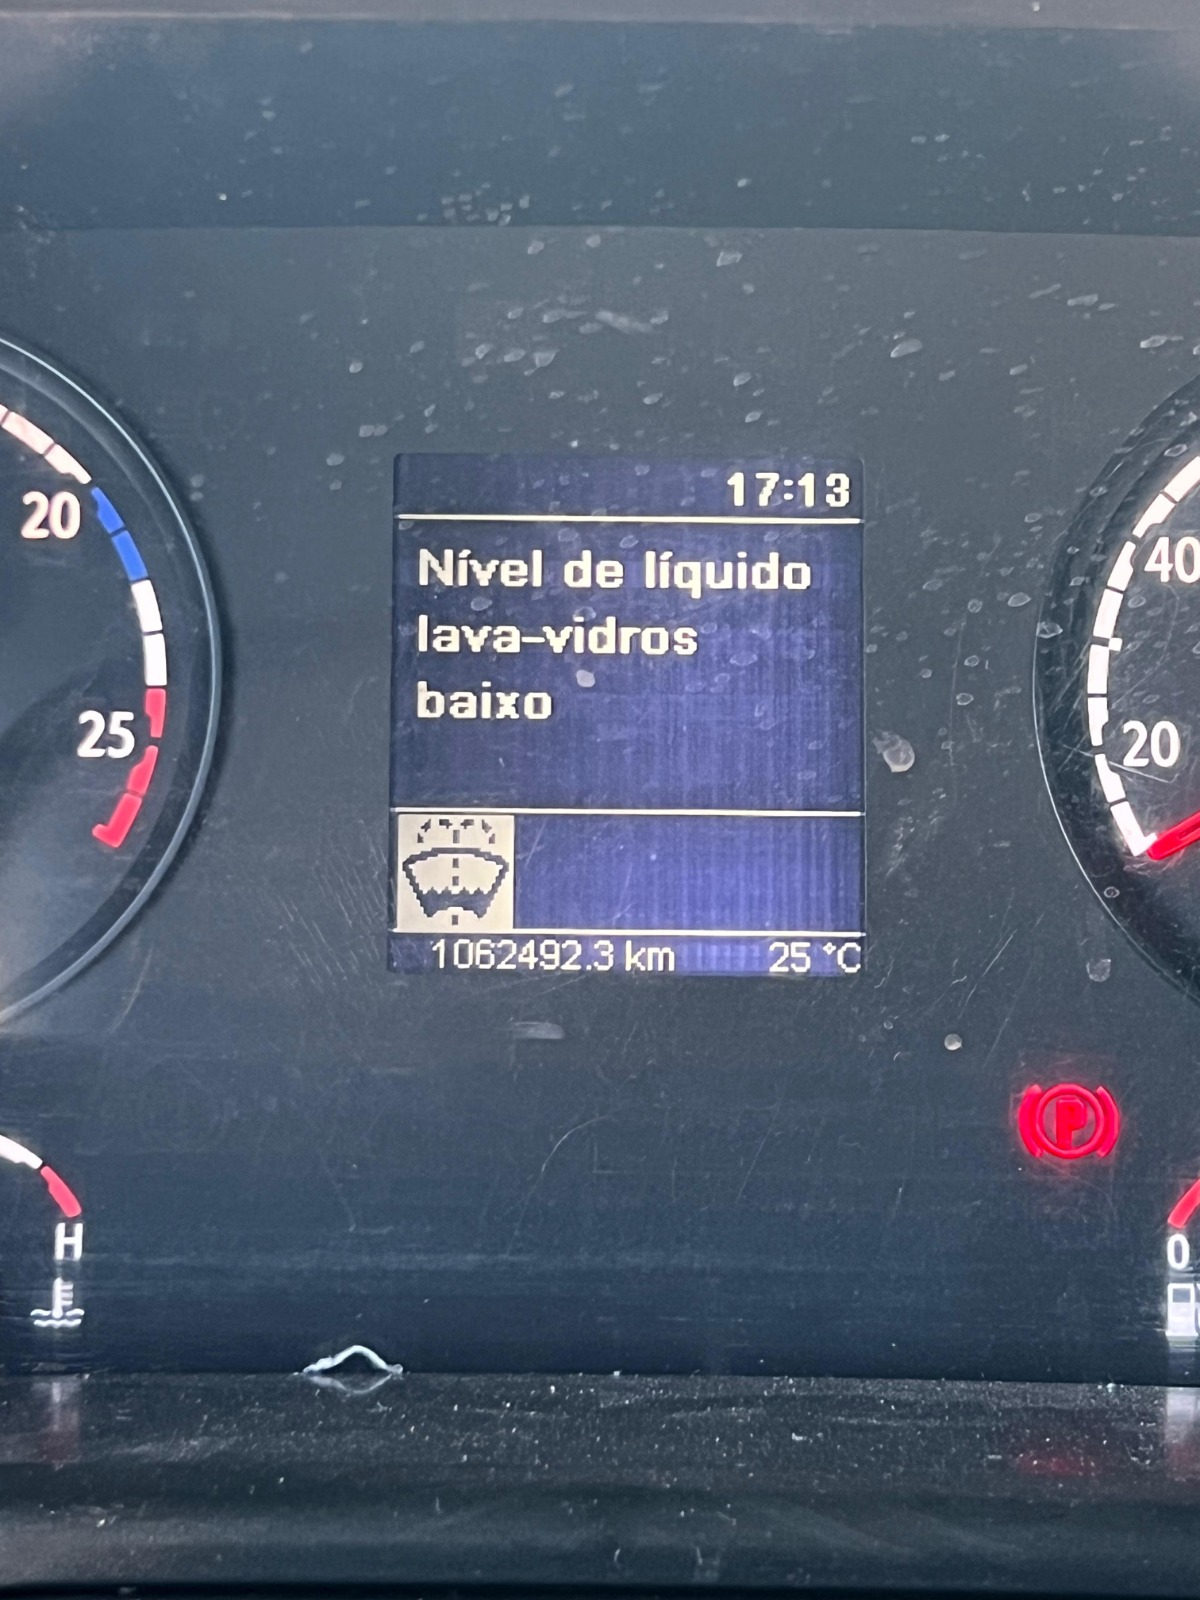 17:13
Nível de líquido
lava-vidros
baixo
1062492.3 km 25 °C
20
25
40
20
P
H
0